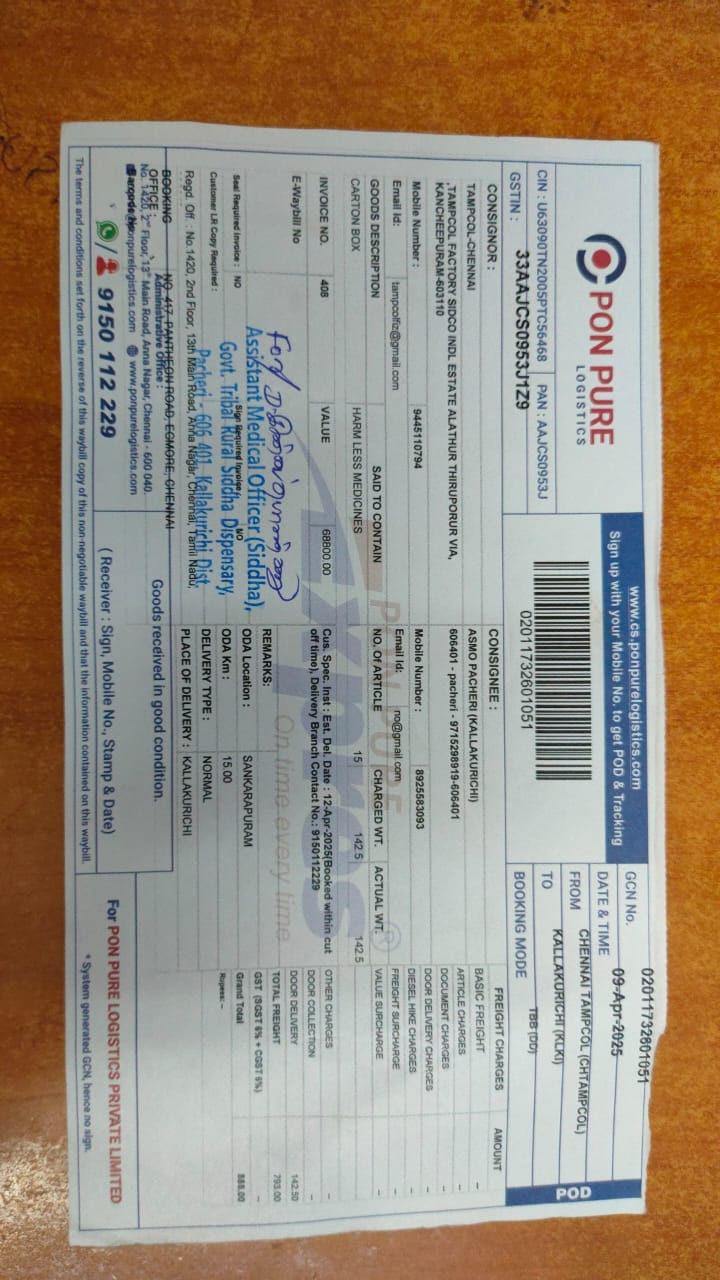 PON PURE
LOGISTICS
www.cs.ponpurelogistics.com
Sign up with your Mobile No. to get POD & Tracking
CIN : U63090TN2005PTC56468 PAN : AAJCS0953J
GSTIN : 33AAJCS0953J1Z9
02011732601051
GCN No. 02011732601051
DATE & TIME 09-Apr-2025
FROM CHENNAI TAMPCOL (CHTAMPCOL)
TO KALLAKURICHI (KLKI)
BOOKING MODE TBB (DD)
POD
CONSIGNOR :
TAMPCOL-CHENNAI
,TAMPCOL FACTORY SIDCO INDL ESTATE ALATHUR THIRUPORUR VIA,
KANCHEEPURAM-603110
Mobile Number : 9445110794
Email Id: tampcolfiz@gmail.com
CONSIGNEE :
ASMO PACHERI (KALLAKURICHI)
606401 - pacheri - 9715298919-606401
Mobile Number : 8925583093
Email Id: no@gmail.com
GOODS DESCRIPTION SAID TO CONTAIN NO. OF ARTICLE CHARGED WT. ACTUAL WT.
CARTON BOX HARM LESS MEDICINES 15 142.5 142.5
INVOICE NO. 408 VALUE 68800.00
E-Waybill No
Cus. Spec. Inst : Est. Del. Date : 12-Apr-2025(Booked within cut
off time), Delivery Branch Contact No.: 9150112229
REMARKS:
ODA Location : SANKARAPURAM
ODA Km : 15.00
DELIVERY TYPE : NORMAL
PLACE OF DELIVERY : KALLAKURICHI
PON PURE
Xpres
On time every time
FREIGHT CHARGES AMOUNT
BASIC FREIGHT -
ARTICLE CHARGES -
DOCUMENT CHARGES -
DOOR DELIVERY CHARGES -
DIESEL HIKE CHARGES -
FREIGHT SURCHARGE -
VALUE SURCHARGE -
OTHER CHARGES -
DOOR COLLECTION -
DOOR DELIVERY 142.50
TOTAL FREIGHT 793.00
GST (SGST 6% + CGST 6%) -
Grand Total 888.00
Rupees: --
Seal Required Invoice : NO
Sign Required Invoice : NO
Customer LR Copy Required :
For
Assistant Medical Officer (Siddha),
Govt. Tribal Rural Siddha Dispensary,
Pacheri - 606 401. Kallakurichi Dist.
Regd. Off. : No.1420, 2nd Floor, 13th Main Road, Anna Nagar, Chennai, Tamil Nadu,
BOOKING OFFICE : NO 417 PANTHEON ROAD, EGMORE, CHENNAI
Administrative Office :
No. 1420, 2nd Floor, 13th Main Road, Anna Nagar, Chennai - 600 040.
www.ponpurelogistics.com
9150 112 229
Goods received in good condition.
( Receiver : Sign, Mobile No., Stamp & Date)
For PON PURE LOGISTICS PRIVATE LIMITED
* System generated GCN, hence no sign.
The terms and conditions set forth on the reverse of this waybill copy of this non-negotiable waybill and that the information contained on this waybill.